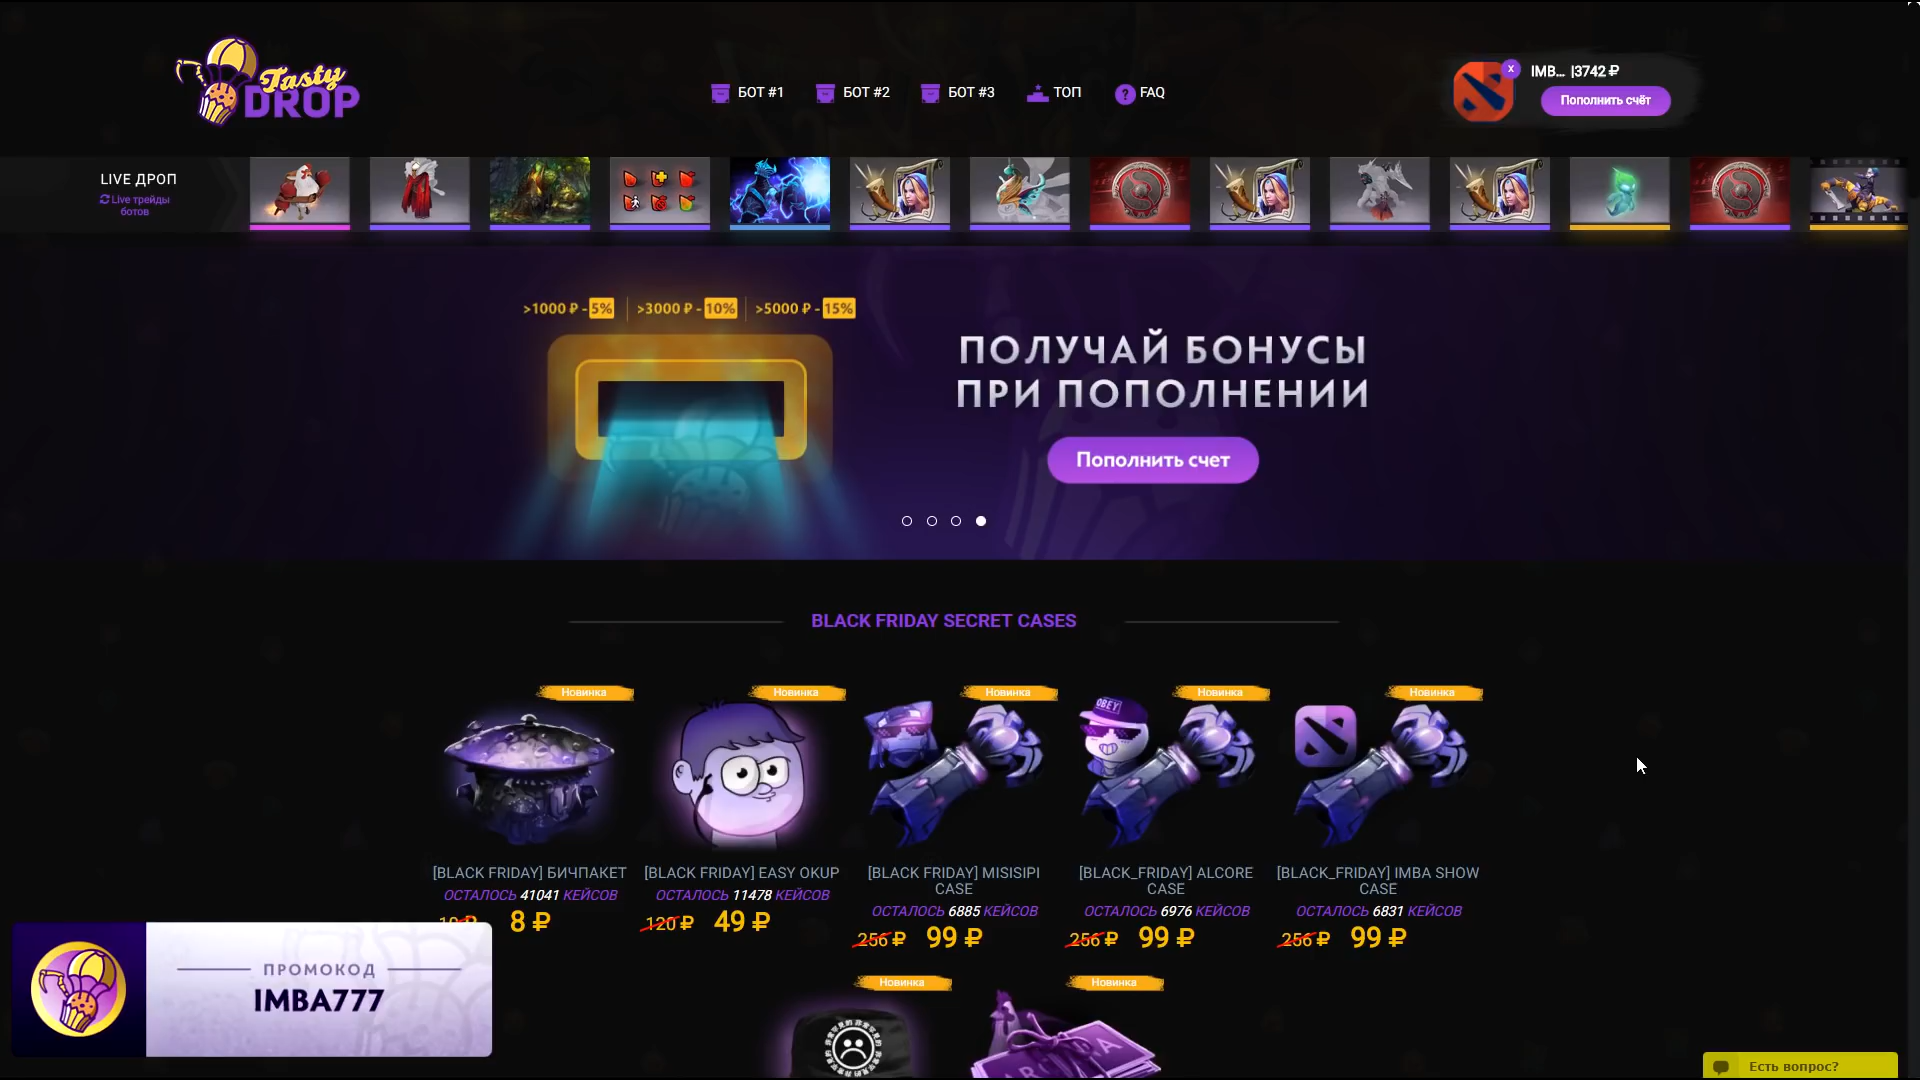 Tasty
DROP
БОТ #1
БОТ #2
БОТ #3
ТОП
? FAQ
x
IMB... |3742 ₽
Пополнить счёт
LIVE ДРОП
Live трейды
ботов
>1000 ₽ - 5%
>3000 ₽ - 10%
>5000 ₽ - 15%
ПОЛУЧАЙ БОНУСЫ
ПРИ ПОПОЛНЕНИИ
Пополнить счет
BLACK FRIDAY SECRET CASES
Новинка
Новинка
Новинка
Новинка
Новинка
OBEY
[BLACK FRIDAY] БИЧПАКЕТ
ОСТАЛОСЬ 41041 КЕЙСОВ
8 ₽
[BLACK FRIDAY] EASY OKUP
ОСТАЛОСЬ 11478 КЕЙСОВ
120 ₽ 49 ₽
[BLACK FRIDAY] MISISIPI
CASE
ОСТАЛОСЬ 6885 КЕЙСОВ
256 ₽ 99 ₽
[BLACK_FRIDAY] ALCORE
CASE
ОСТАЛОСЬ 6976 КЕЙСОВ
256 ₽ 99 ₽
[BLACK_FRIDAY] IMBA SHOW
CASE
ОСТАЛОСЬ 6831 КЕЙСОВ
256 ₽ 99 ₽
ПРОМОКОД
IMBA777
Новинка
Новинка
Есть вопрос?